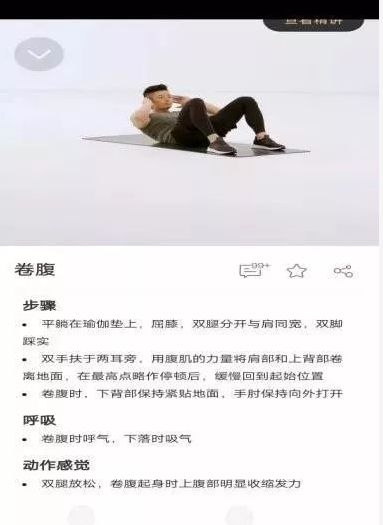 查看精讲
卷腹
99+
步骤
• 平躺在瑜伽垫上，屈膝，双腿分开与肩同宽，双脚
踩实
• 双手扶于两耳旁，用腹肌的力量将肩部和上背部卷
离地面，在最高点略作停顿后，缓慢回到起始位置
• 卷腹时，下背部保持紧贴地面，手肘保持向外打开
呼吸
• 卷腹时呼气，下落时吸气
动作感觉
• 双腿放松，卷腹起身时上腹部明显收缩发力